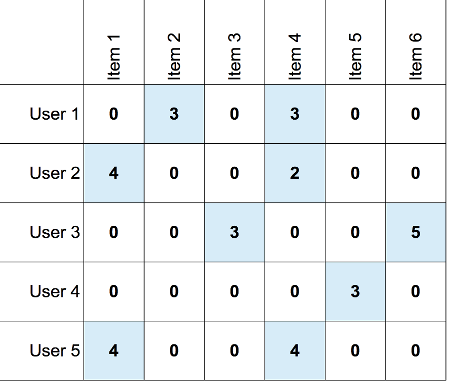 Item 1 Item 2 Item 3 Item 4 Item 5 Item 6
User 1 0 3 0 3 0 0
User 2 4 0 0 2 0 0
User 3 0 0 3 0 0 5
User 4 0 0 0 0 3 0
User 5 4 0 0 4 0 0